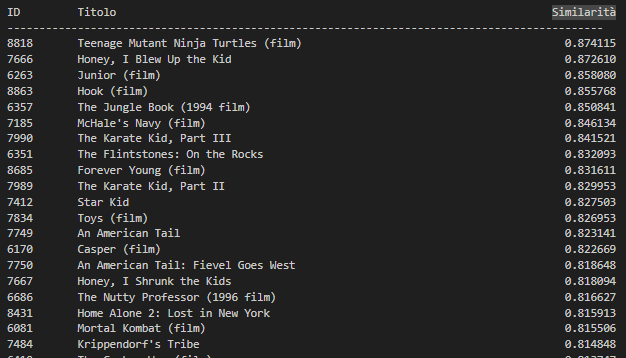 ID Titolo Similarità
--------------------------------------------------------------------------------------------
8818 Teenage Mutant Ninja Turtles (film) 0.874115
7666 Honey, I Blew Up the Kid 0.872610
6263 Junior (film) 0.858080
8863 Hook (film) 0.855768
6357 The Jungle Book (1994 film) 0.850841
7185 McHale's Navy (film) 0.846134
7990 The Karate Kid, Part III 0.841521
6351 The Flintstones: On the Rocks 0.832093
8685 Forever Young (film) 0.831611
7989 The Karate Kid, Part II 0.829953
7412 Star Kid 0.827503
7834 Toys (film) 0.826953
7749 An American Tail 0.823141
6170 Casper (film) 0.822669
7750 An American Tail: Fievel Goes West 0.818648
7667 Honey, I Shrunk the Kids 0.818094
6686 The Nutty Professor (1996 film) 0.816627
8431 Home Alone 2: Lost in New York 0.815913
6081 Mortal Kombat (film) 0.815506
7484 Krippendorf's Tribe 0.814848